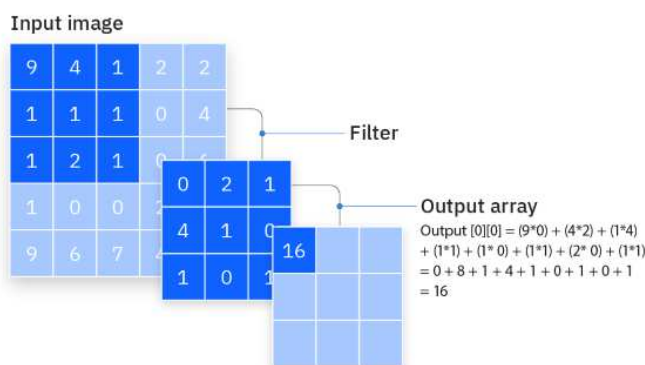 Input image
9 4 1 2 2
1 1 1 0 4
1 2 1 0
1 0 0
9 6 7
Filter
0 2 1
4 1 0
1 0 1
Output array
16
Output [0][0] = (9*0) + (4*2) + (1*4)
+ (1*1) + (1* 0) + (1*1) + (2* 0) + (1*1)
= 0 + 8 + 1 + 4 + 1 + 0 + 1 + 0 + 1
= 16